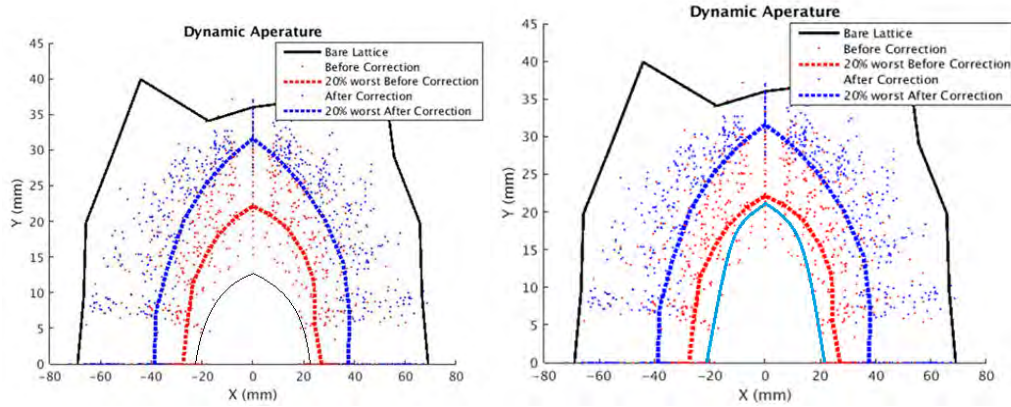 Dynamic Aperature
Bare Lattice
Before Correction
20% worst Before Correction
After Correction
20% worst After Correction
Y (mm)
45
40
35
30
25
20
15
10
5
0
-80 -60 -40 -20 0 20 40 60 80
X (mm)
Dynamic Aperature
Bare Lattice
Before Correction
20% worst Before Correction
After Correction
20% worst After Correction
Y (mm)
45
40
35
30
25
20
15
10
5
0
-80 -60 -40 -20 0 20 40 60 80
X (mm)